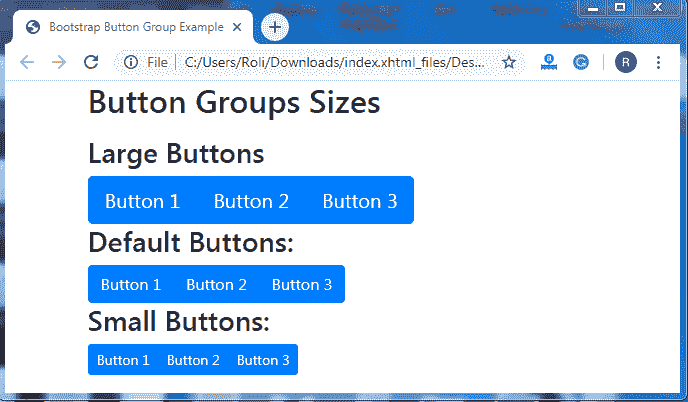 Bootstrap Button Group Example
File C:/Users/Roli/Downloads/index.xhtml_files/Des...
R
Button Groups Sizes
Large Buttons
Button 1 Button 2 Button 3
Default Buttons:
Button 1 Button 2 Button 3
Small Buttons:
Button 1 Button 2 Button 3